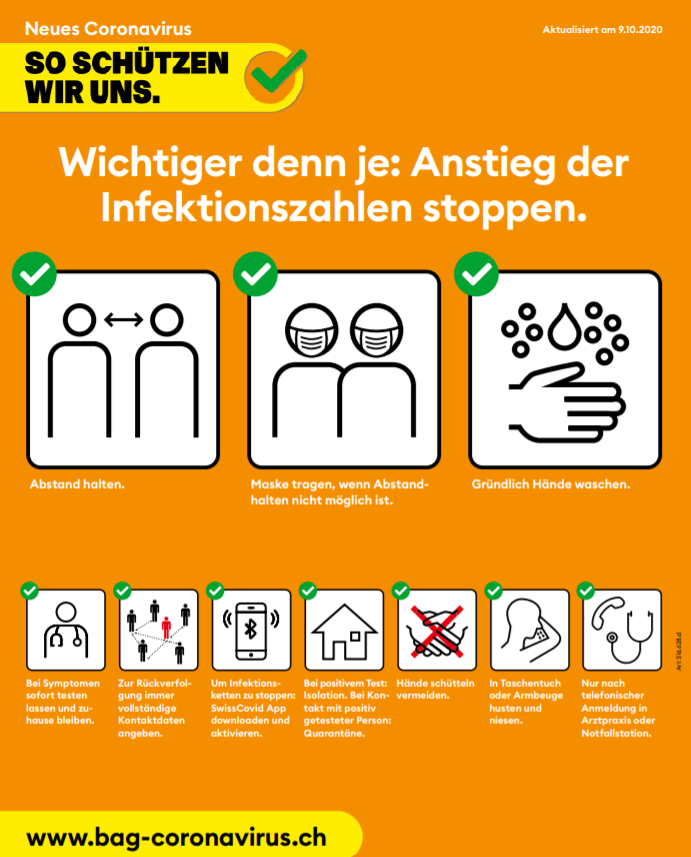 Neues Coronavirus
Aktualisiert am 9.10.2020
SO SCHÜTZEN
WIR UNS.
Wichtiger denn je: Anstieg der
Infektionszahlen stoppen.
Abstand halten.
Maske tragen, wenn Abstand-
halten nicht möglich ist.
Gründlich Hände waschen.
Bei Symptomen
sofort testen
lassen und zu-
hause bleiben.
Zur Rückverfol-
gung immer
vollständige
Kontaktdaten
angeben.
Um Infektions-
ketten zu stoppen:
SwissCovid App
downloaden und
aktivieren.
Bei positivem Test:
Isolation. Bei Kon-
takt mit positiv
getesteter Person:
Quarantäne.
Hände schütteln
vermeiden.
In Taschentuch
oder Armbeuge
husten und
niesen.
Nur nach
telefonischer
Anmeldung in
Arztpraxis oder
Notfallstation.
Art 316.628.d
www.bag-coronavirus.ch